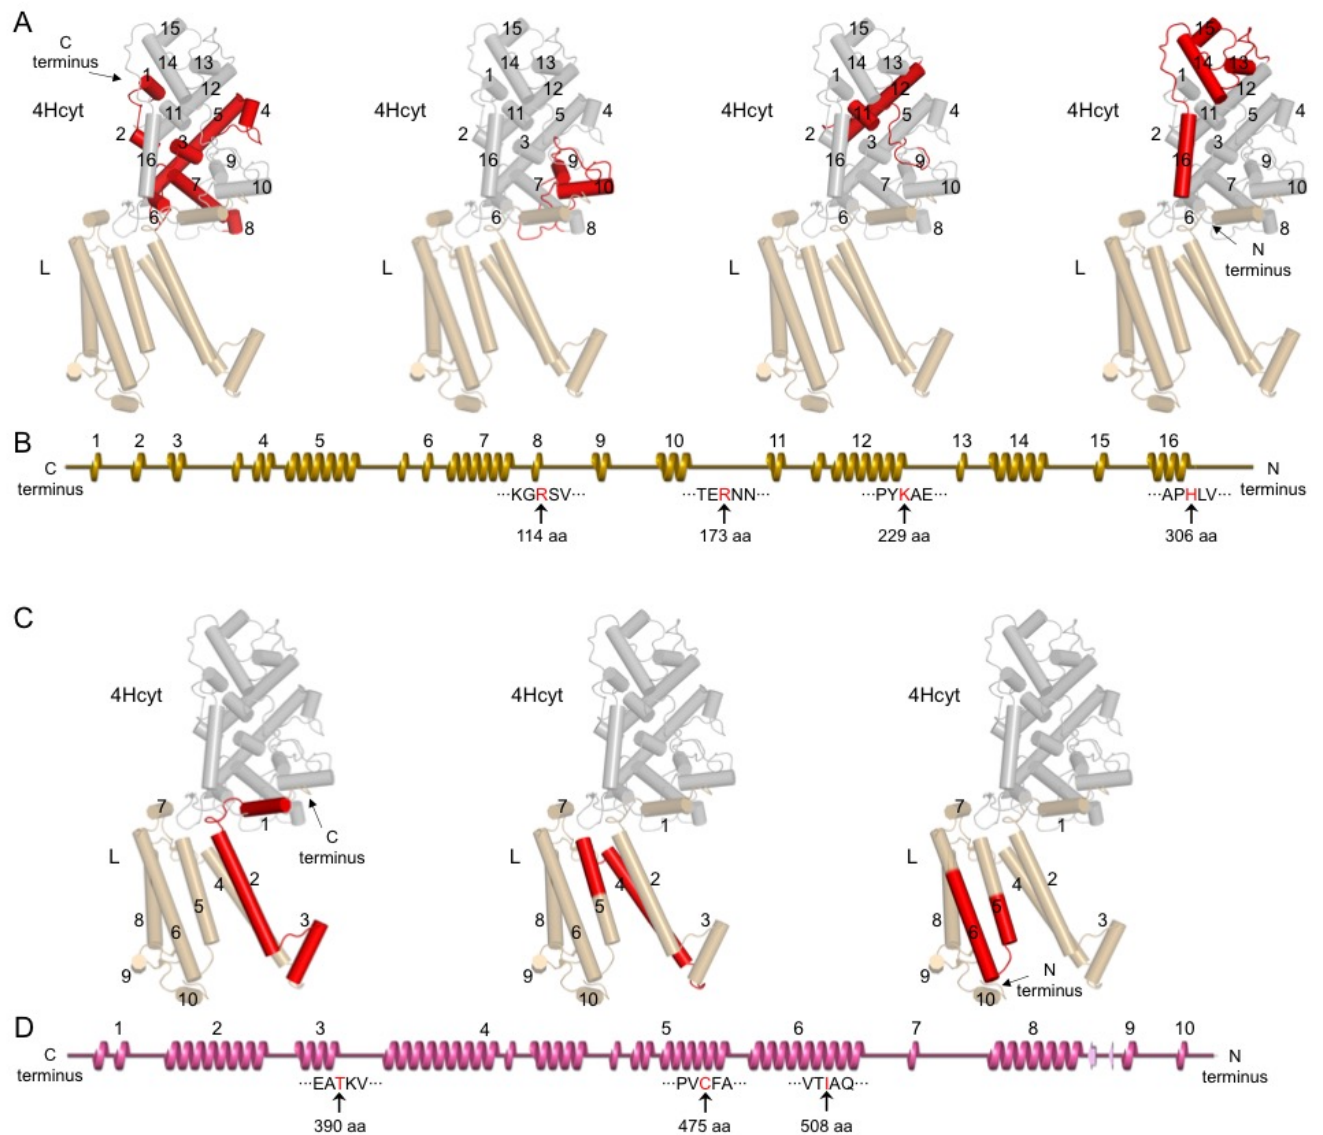 A
C
terminus
4Hcyt
15
14
13
1
12
11
5
4
2
3
16
9
7
10
6
8
L
4Hcyt
15
14
13
1
12
11
5
4
2
3
16
9
7
10
6
8
L
4Hcyt
15
14
13
1
12
11
5
4
2
3
16
9
7
10
6
8
L
4Hcyt
15
14
13
1
12
11
5
4
2
3
16
9
7
10
6
8
N
terminus
L
B
1 2 3 4 5 6 7 8 9 10 11 12 13 14 15 16
C
terminus
N
terminus
···KGRSV··· ···TERNN··· ···PYKAE··· ···APHLV···
114 aa 173 aa 229 aa 306 aa
C
4Hcyt
7
1
C
terminus
L
4
2
5
8
6
3
9
10
4Hcyt
7
1
L
4
2
5
8
6
3
9
10
4Hcyt
7
1
L
4
2
5
8
6
3
9
10
N
terminus
D
1 2 3 4 5 6 7 8 9 10
C
terminus
N
terminus
···EATKV··· ···PVCFA··· ···VTIAQ···
390 aa 475 aa 508 aa